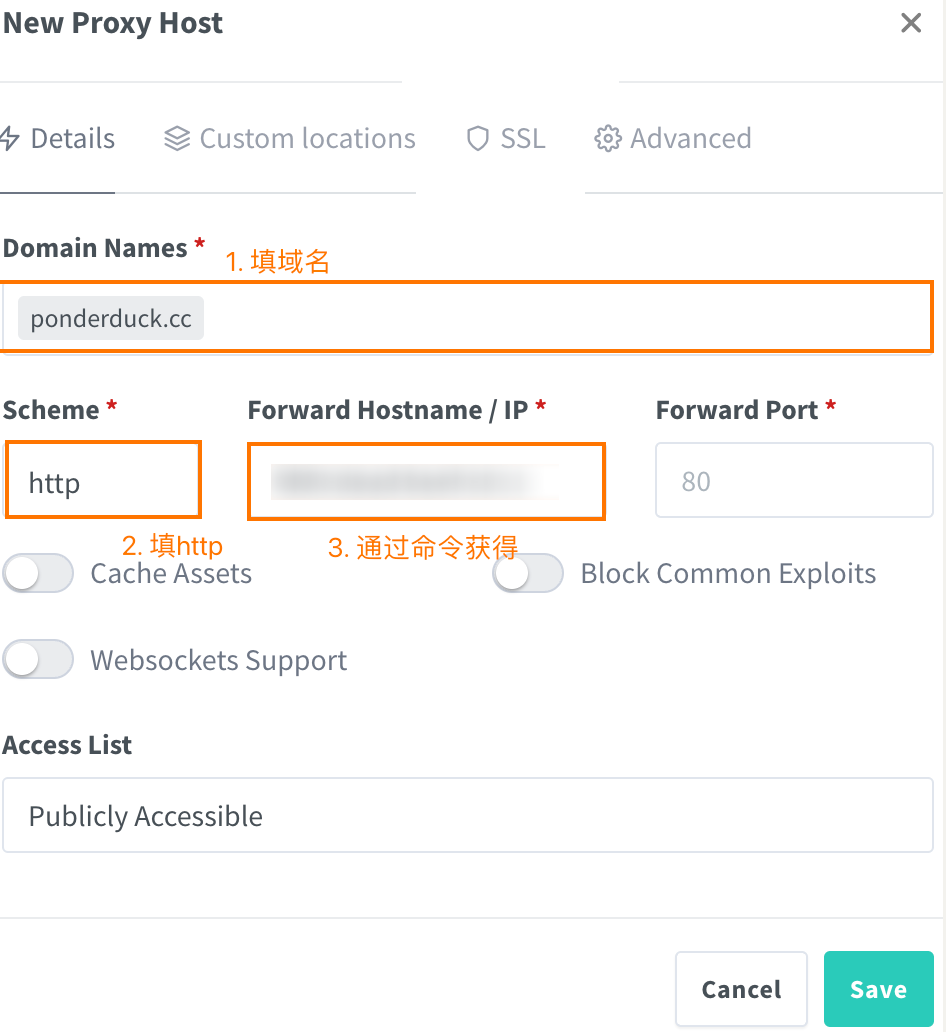 New Proxy Host
Details Custom locations SSL Advanced
Domain Names *
1. 填域名
ponderduck.cc
Scheme * Forward Hostname / IP * Forward Port *
http 80
2. 填http 3. 通过命令获得
Cache Assets Block Common Exploits
Websockets Support
Access List
Publicly Accessible
Cancel Save